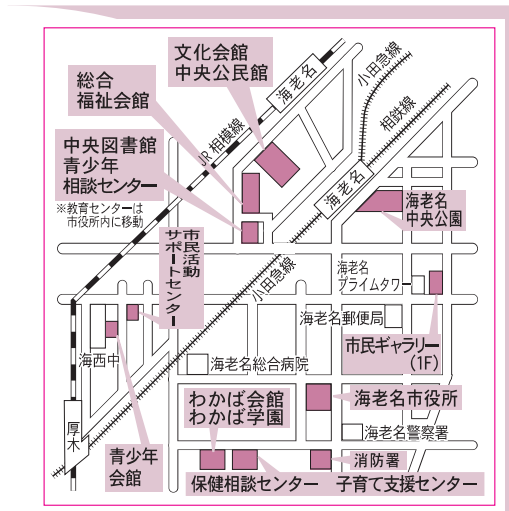 文化会館
中央公民館
海老名
小田急線
総合
福祉会館
相鉄線
JR相模線
中央図書館
青少年
相談センター
※教育センターは
市役所内に移動
海老名
海老名
中央公園
市民活動
サポートセンター
小田急線
海老名
プライムタワー
海老名郵便局
市民ギャラリー
(1F)
海西中
海老名総合病院
わかば会館
わかば学園
海老名市役所
厚木
海老名警察署
青少年
会館
消防署
保健相談センター
子育て支援センター